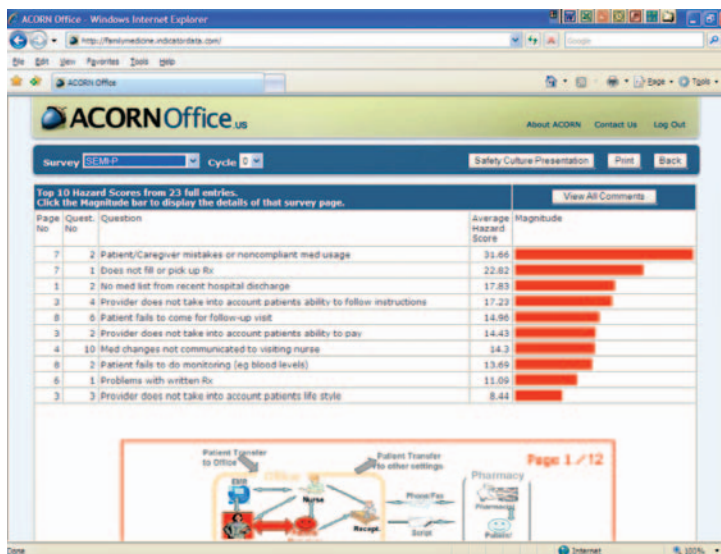 ACORN Office - Windows Internet Explorer
http://familymedicine.indicatordata.com/
Google
File Edit View Favorites Tools Help
ACORN Office
Page Tools
ACORNOffice.US
About ACORN Contact Us Log Out
Survey SEMI-P Cycle 0 Safety Culture Presentation Print Back
Top 10 Hazard Scores from 23 full entries.
Click the Magnitude bar to display the details of that survey page.
View All Comments
Page No Quest. No Question Average Hazard Score Magnitude
7 2 Patient/Caregiver mistakes or noncompliant med usage 31.66
7 1 Does not fill or pick up Rx 22.82
1 2 No med list from recent hospital discharge 17.83
3 4 Provider does not take into account patients ability to follow instructions 17.23
8 6 Patient fails to come for follow-up visit 14.96
3 2 Provider does not take into account patients ability to pay 14.43
4 10 Med changes not communicated to visiting nurse 14.3
8 2 Patient fails to do monitoring (eg blood levels) 13.69
6 1 Problems with written Rx 11.09
3 3 Provider does not take into account patients life style 8.44
Patient Transfer to Office
Patient Transfer to other settings
Page: 1 / 12
Office
EMR
Nurse
Phone/Fax
Pharmacy
Pharmacist
Recept.
Script
Patient
Done
Internet
100%